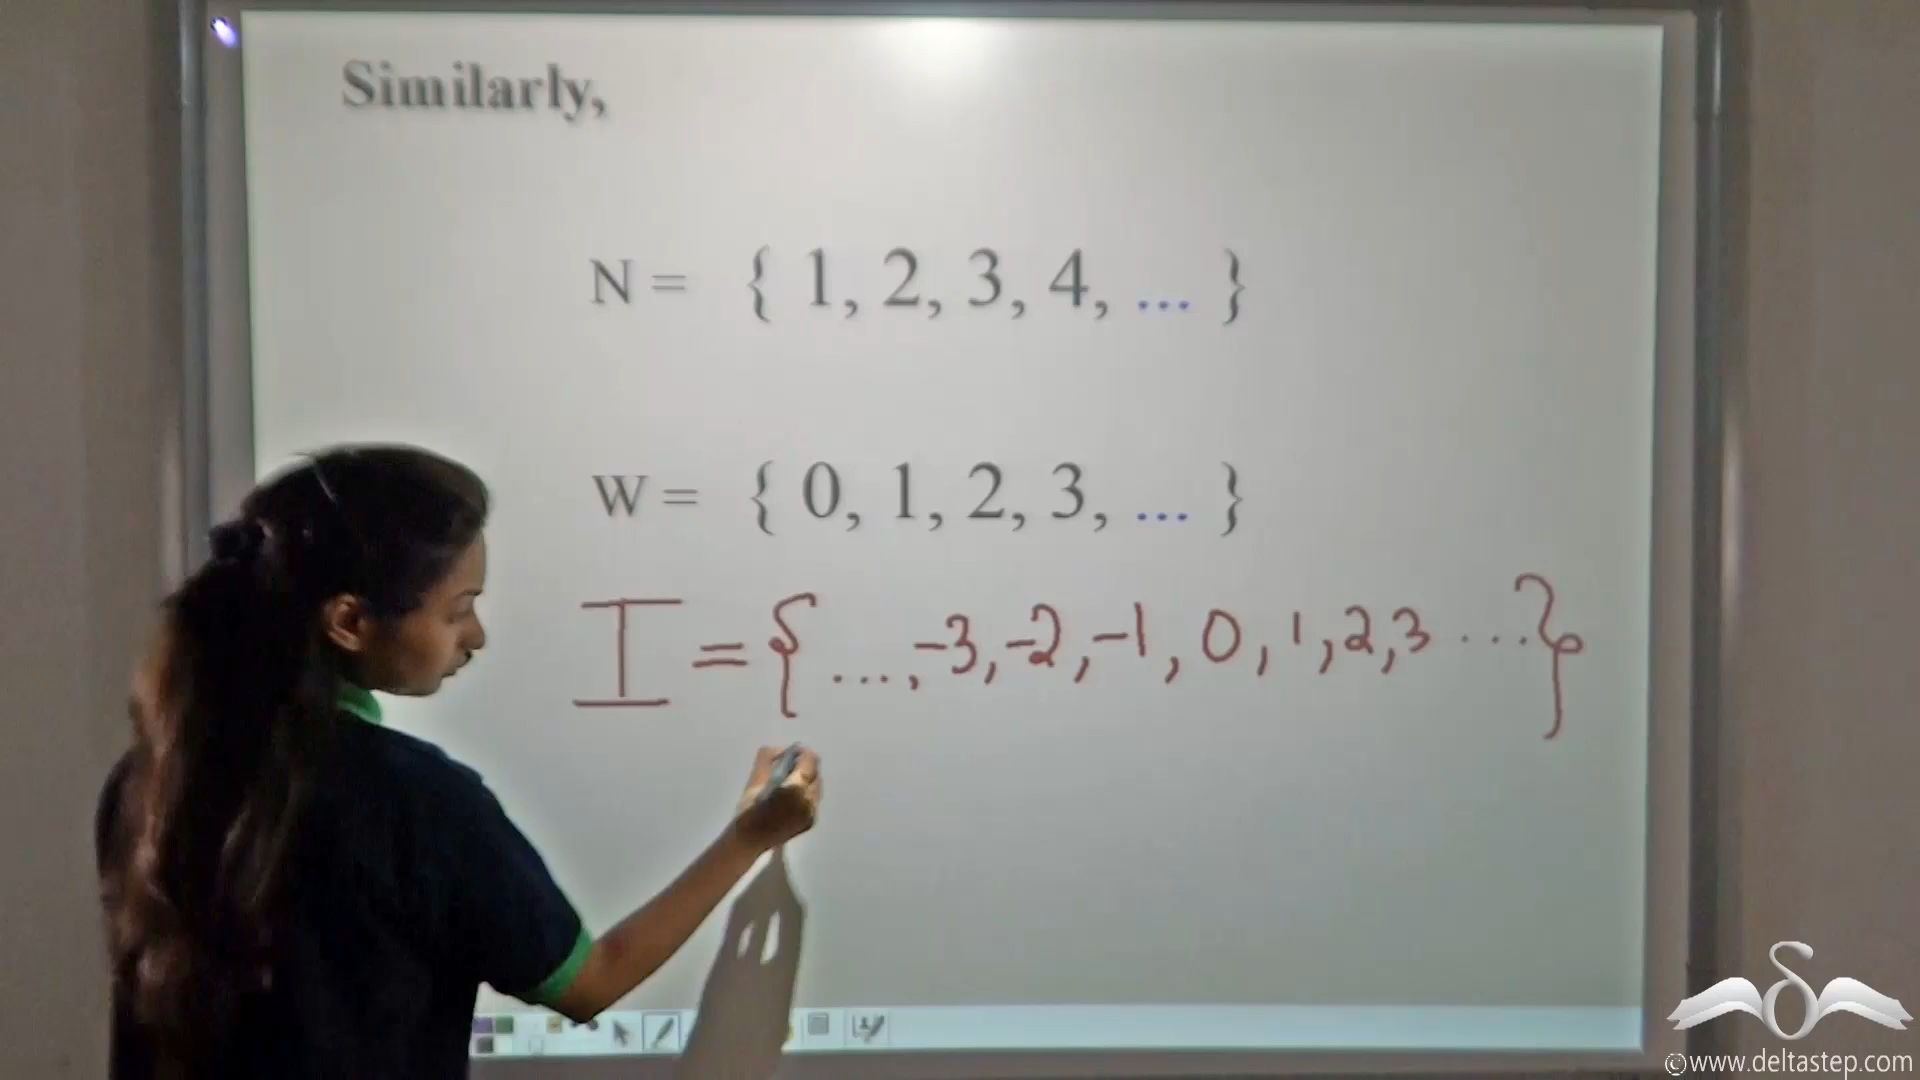 Similarly,
N = { 1, 2, 3, 4, ... }
W = { 0, 1, 2, 3, ... }
I = { ..., -3, -2, -1, 0, 1, 2, 3 ... }
©www.deltastep.com